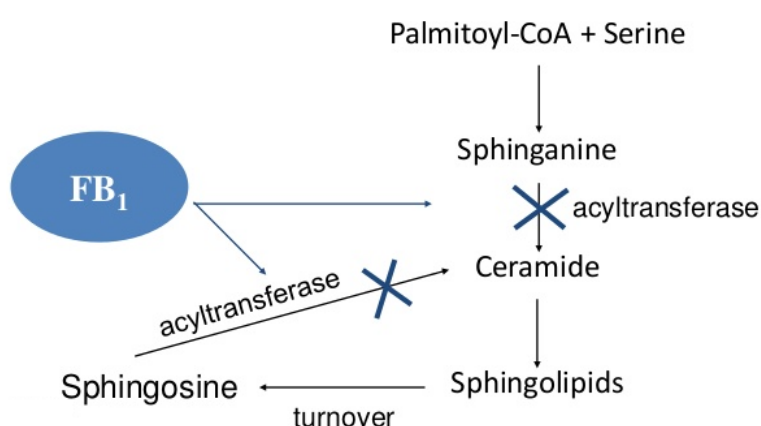 Palmitoyl-CoA + Serine
Sphinganine
FB₁
acyltransferase
Ceramide
acyltransferase
Sphingosine
Sphingolipids
turnover